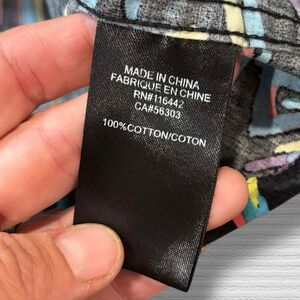 MADE IN CHINA
FABRIQUE EN CHINE
RN#116442
CA#56303
100%COTTON/COTON